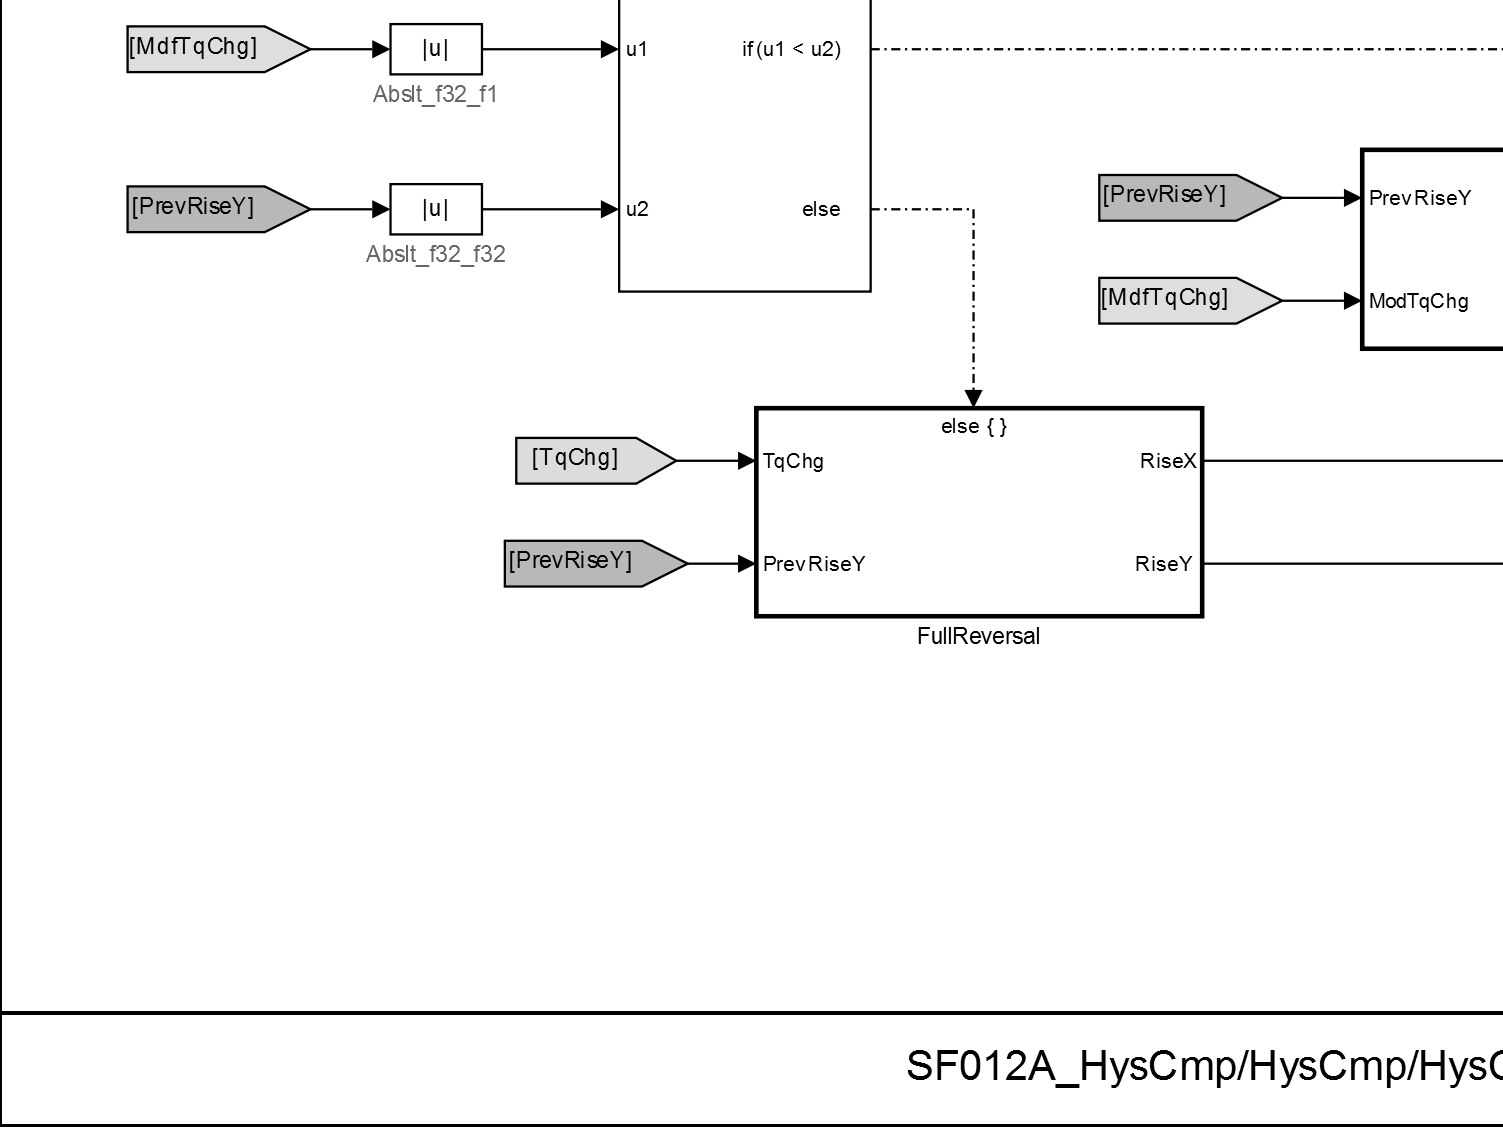 [MdfTqChg]
|u|
u1
if(u1 < u2)
Abslt_f32_f1
[PrevRiseY]
|u|
u2
else
Abslt_f32_f32
[PrevRiseY]
PrevRiseY
[MdfTqChg]
ModTqChg
else { }
[TqChg]
TqChg
RiseX
[PrevRiseY]
PrevRiseY
RiseY
FullReversal
SF012A_HysCmp/HysCmp/Hys